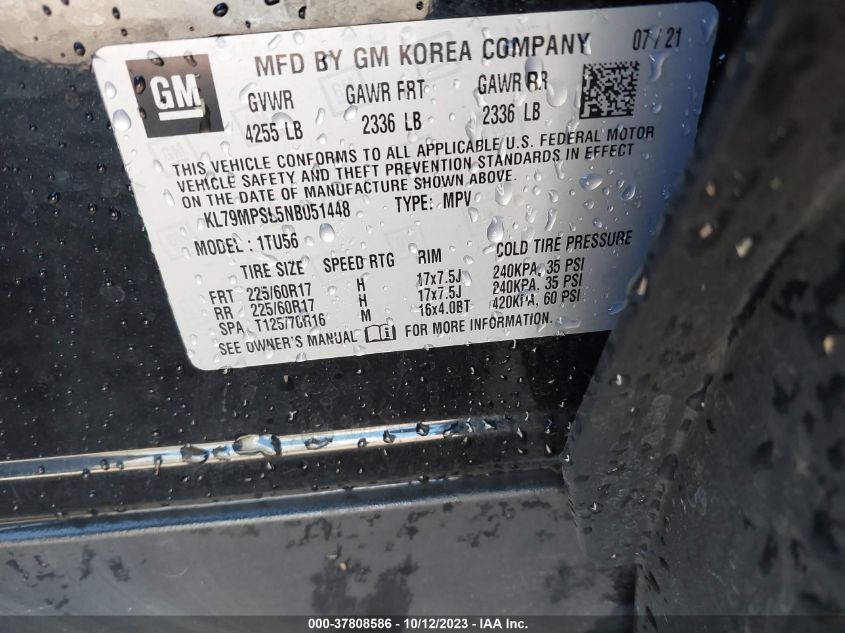 GM
MFD BY GM KOREA COMPANY 07 / 21
GVWR GAWR FRT GAWR RR
4255 LB 2336 LB 2336 LB
THIS VEHICLE CONFORMS TO ALL APPLICABLE U.S. FEDERAL MOTOR
VEHICLE SAFETY AND THEFT PREVENTION STANDARDS IN EFFECT
ON THE DATE OF MANUFACTURE SHOWN ABOVE.
KL79MPSL5NB051448 TYPE: MPV
MODEL: 1TU56
TIRE SIZE SPEED RTG RIM COLD TIRE PRESSURE
FRT 225/60R17 H 17x7.5J 240KPA, 35 PSI
RR 225/60R17 H 17x7.5J 240KPA, 35 PSI
SPA T125/70R16 M 16x4.0BT 420KPA, 60 PSI
SEE OWNER'S MANUAL FOR MORE INFORMATION.
000-37808586 - 10/12/2023 - IAA Inc.